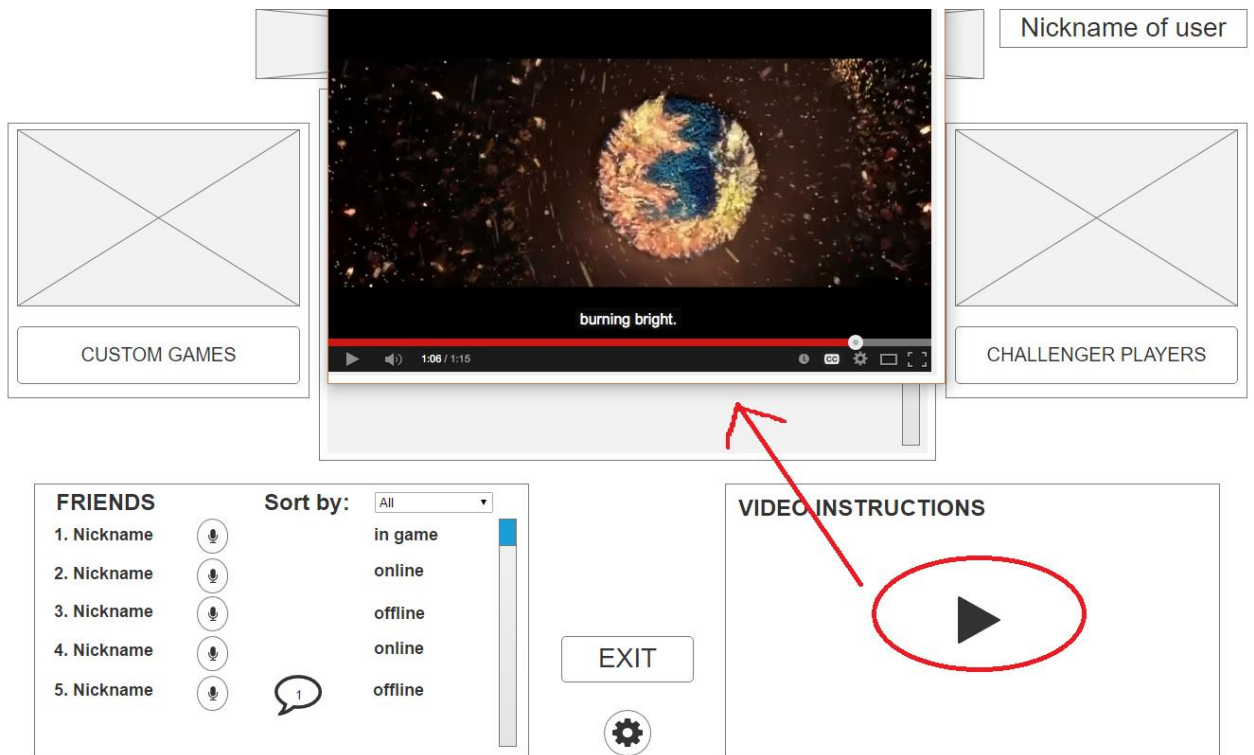 Nickname of user
burning bright.
1:06 / 1:15
CC
CUSTOM GAMES
CHALLENGER PLAYERS
FRIENDS Sort by: All
1. Nickname in game
2. Nickname online
3. Nickname offline
4. Nickname online
5. Nickname 1 offline
EXIT
VIDEO INSTRUCTIONS